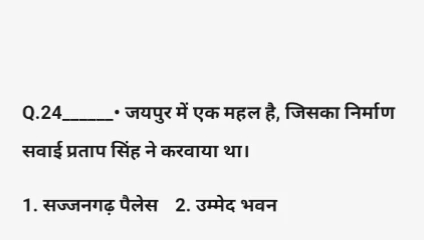 Q.24______• जयपुर में एक महल है, जिसका निर्माण
सवाई प्रताप सिंह ने करवाया था।
1. सज्जनगढ़ पैलेस 2. उम्मेद भवन